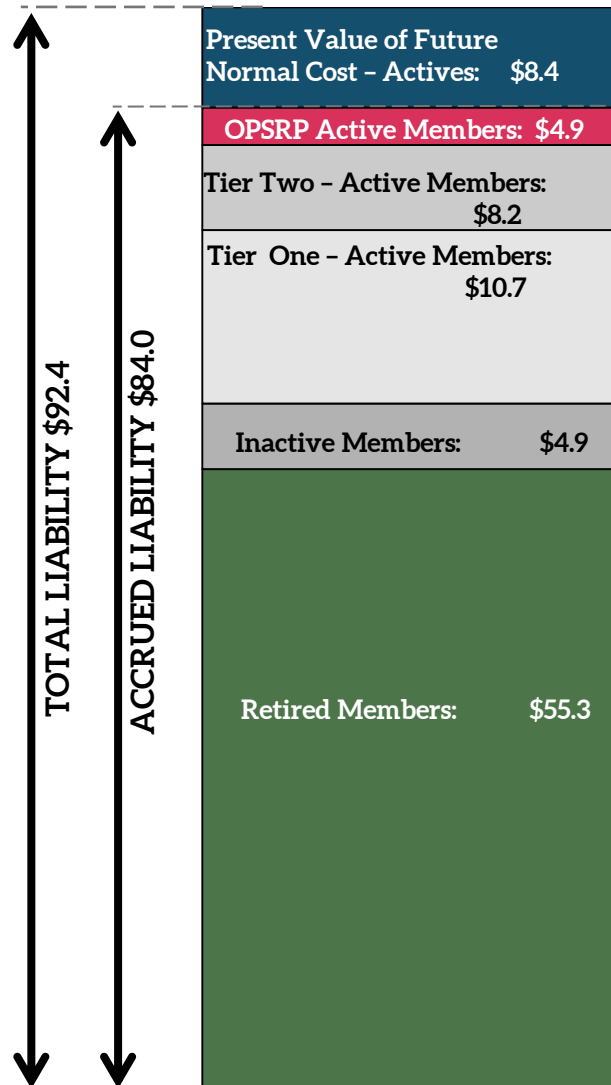 Present Value of Future
Normal Cost – Actives: $8.4
OPSRP Active Members: $4.9
Tier Two – Active Members:
$8.2
Tier One – Active Members:
$10.7
Inactive Members: $4.9
Retired Members: $55.3
TOTAL LIABILITY $92.4
ACCRUED LIABILITY $84.0